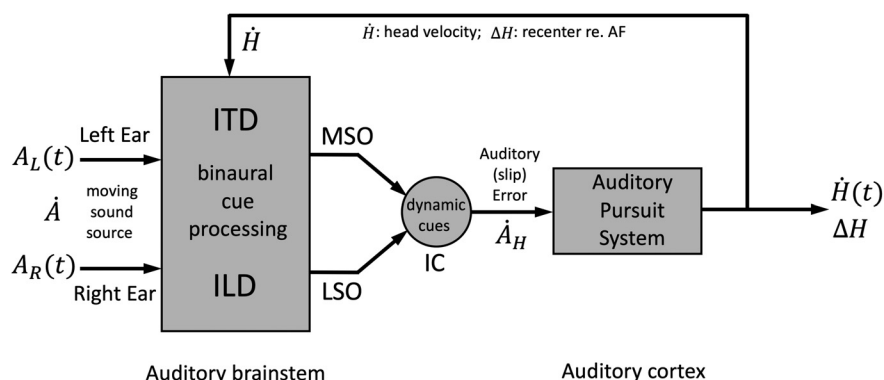 Ḣ: head velocity; ΔH: recenter re. AF
Ḣ
ITD
binaural
cue
processing
ILD
Left Ear
A_L(t)
Ȧ
moving
sound
source
A_R(t)
Right Ear
MSO
LSO
dynamic
cues
IC
Auditory
(slip)
Error
Ȧ_H
Auditory
Pursuit
System
Ḣ(t)
ΔH
Auditory brainstem
Auditory cortex